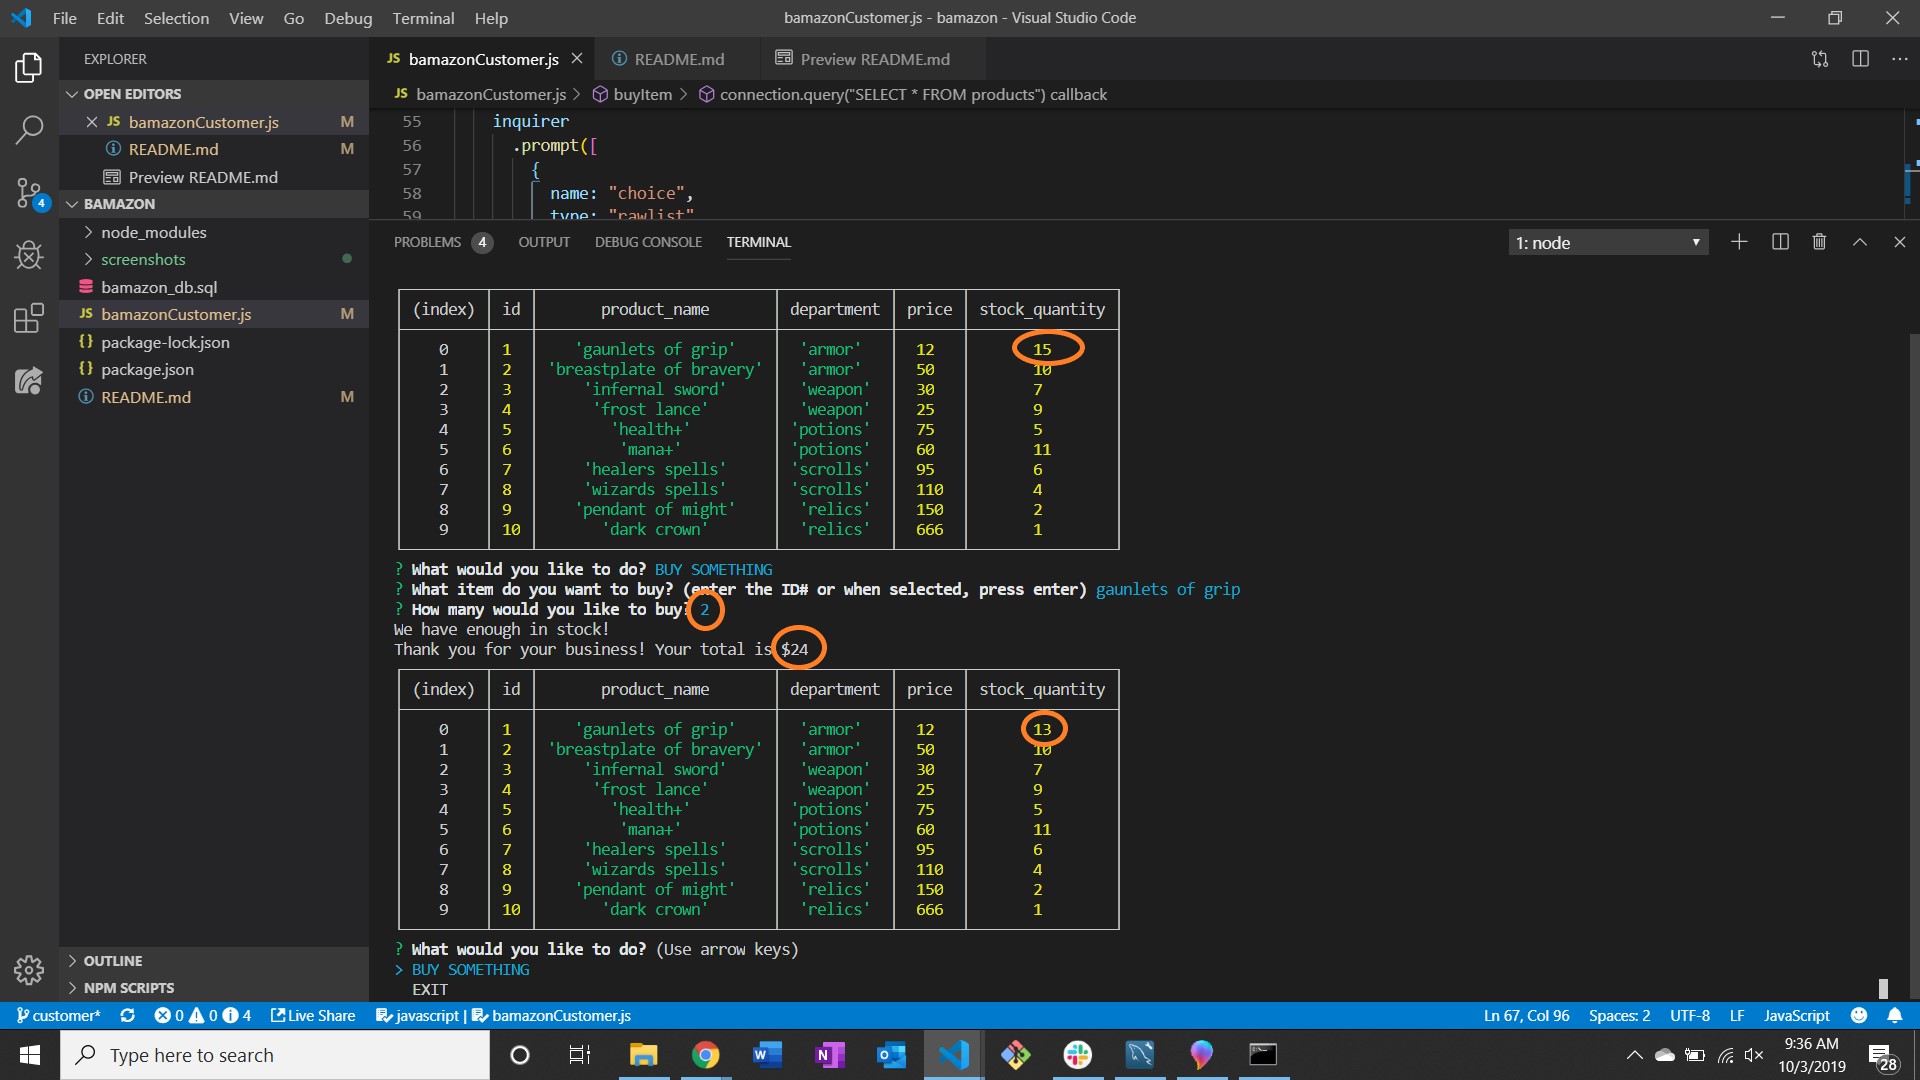 File Edit Selection View Go Debug Terminal Help
bamazonCustomer.js - bamazon - Visual Studio Code
EXPLORER
OPEN EDITORS
JS bamazonCustomer.js M
README.md M
Preview README.md
4
BAMAZON
node_modules
screenshots
bamazon_db.sql
JS bamazonCustomer.js M
{} package-lock.json
{} package.json
README.md M
OUTLINE
NPM SCRIPTS
JS bamazonCustomer.js README.md Preview README.md
JS bamazonCustomer.js > buyItem > connection.query("SELECT * FROM products") callback
55 inquirer
56 .prompt([
57 {
58 name: "choice",
59 type: "rawlist"
PROBLEMS 4 OUTPUT DEBUG CONSOLE TERMINAL 1: node
(index) id product_name department price stock_quantity
0 1 'gaunlets of grip' 'armor' 12 15
1 2 'breastplate of bravery' 'armor' 50 10
2 3 'infernal sword' 'weapon' 30 7
3 4 'frost lance' 'weapon' 25 9
4 5 'health+' 'potions' 75 5
5 6 'mana+' 'potions' 60 11
6 7 'healers spells' 'scrolls' 95 6
7 8 'wizards spells' 'scrolls' 110 4
8 9 'pendant of might' 'relics' 150 2
9 10 'dark crown' 'relics' 666 1
? What would you like to do? BUY SOMETHING
? What item do you want to buy? (enter the ID# or when selected, press enter) gaunlets of grip
? How many would you like to buy? 2
We have enough in stock!
Thank you for your business! Your total is $24
(index) id product_name department price stock_quantity
0 1 'gaunlets of grip' 'armor' 12 13
1 2 'breastplate of bravery' 'armor' 50 10
2 3 'infernal sword' 'weapon' 30 7
3 4 'frost lance' 'weapon' 25 9
4 5 'health+' 'potions' 75 5
5 6 'mana+' 'potions' 60 11
6 7 'healers spells' 'scrolls' 95 6
7 8 'wizards spells' 'scrolls' 110 4
8 9 'pendant of might' 'relics' 150 2
9 10 'dark crown' 'relics' 666 1
? What would you like to do? (Use arrow keys)
> BUY SOMETHING
EXIT
customer* 0 0 4 Live Share javascript | bamazonCustomer.js Ln 67, Col 96 Spaces: 2 UTF-8 LF JavaScript
Type here to search
9:36 AM
10/3/2019
28